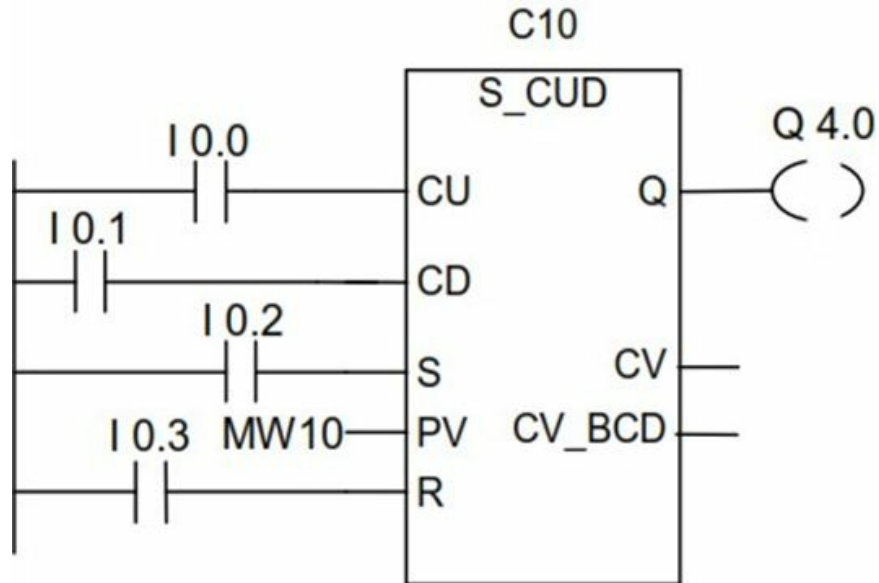 C10
S_CUD
Q 4.0
I 0.0
CU
Q
I 0.1
CD
I 0.2
S
CV
I 0.3
MW10
PV
CV_BCD
R